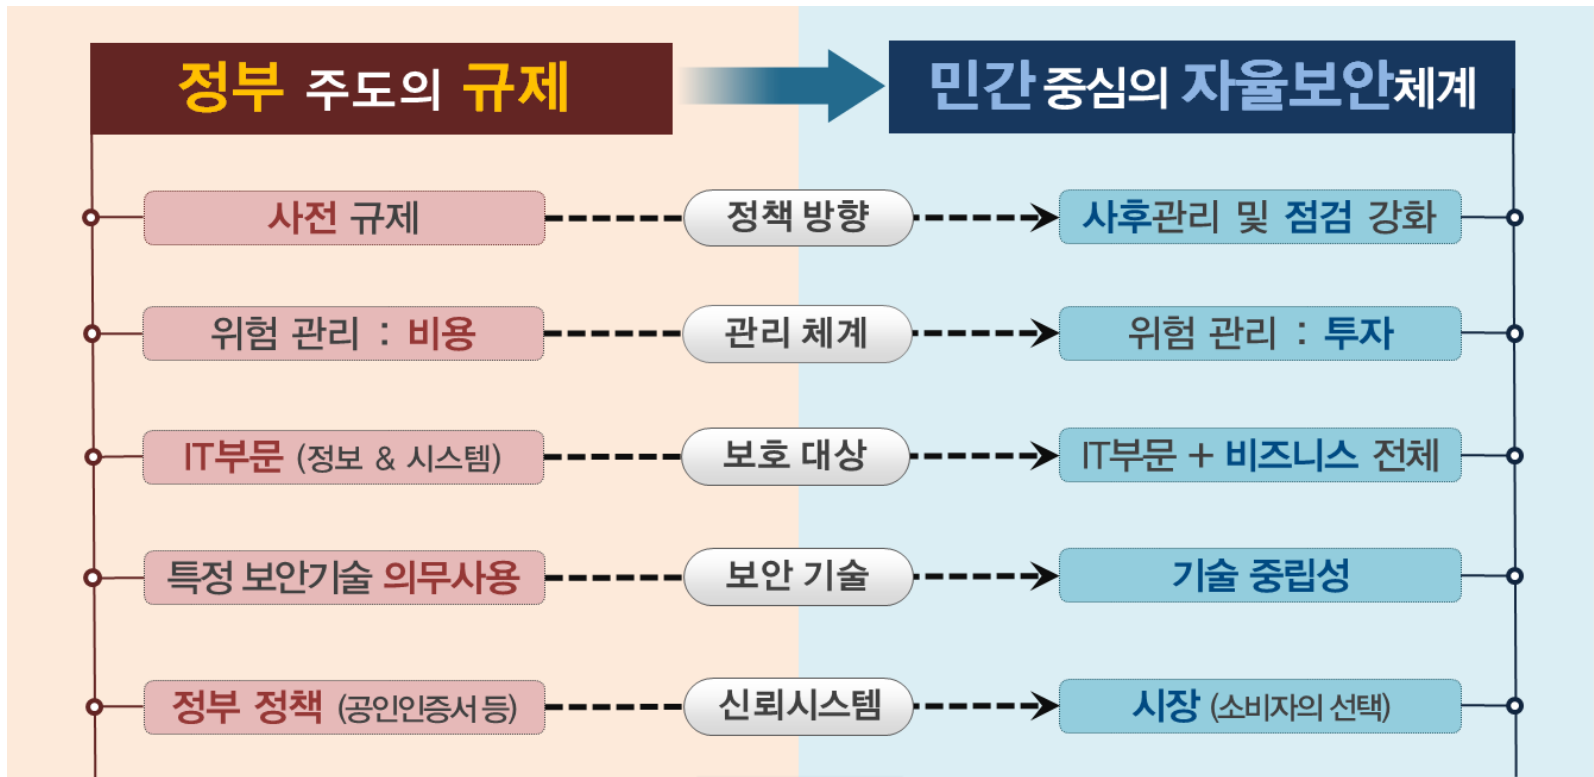 정부 주도의 규제
민간 중심의 자율보안체계
사전 규제
정책 방향
사후관리 및 점검 강화
위험 관리 : 비용
관리 체계
위험 관리 : 투자
IT부문 (정보 & 시스템)
보호 대상
IT부문 + 비즈니스 전체
특정 보안기술 의무사용
보안 기술
기술 중립성
정부 정책 (공인인증서 등)
신뢰시스템
시장 (소비자의 선택)